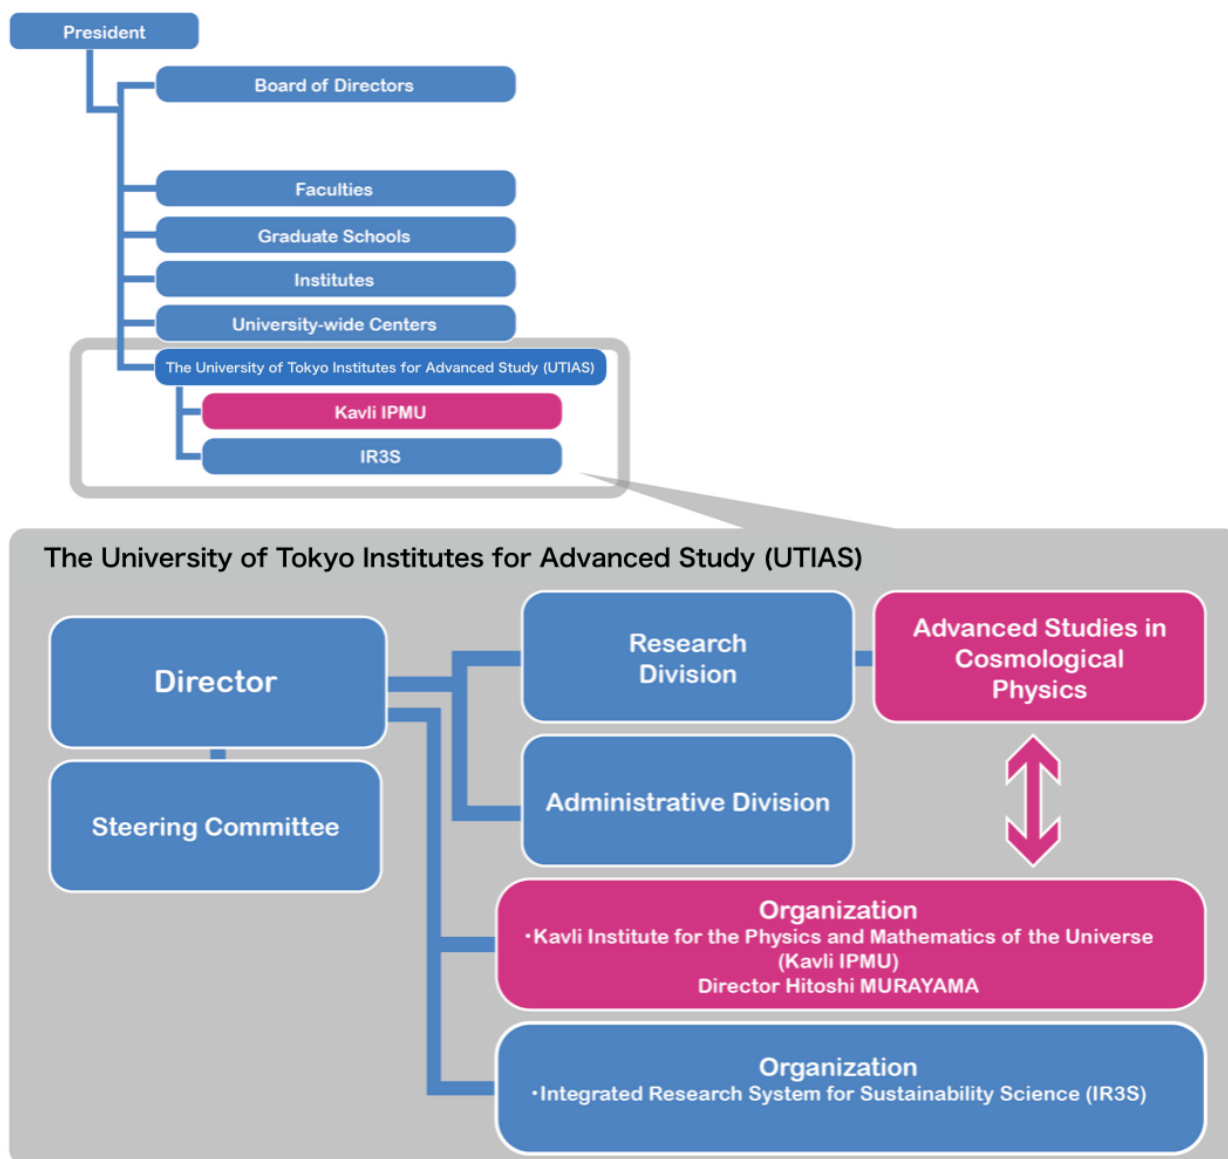 President
Board of Directors
Faculties
Graduate Schools
Institutes
University-wide Centers
The University of Tokyo Institutes for Advanced Study (UTIAS)
Kavli IPMU
IR3S
The University of Tokyo Institutes for Advanced Study (UTIAS)
Director
Steering Committee
Research
Division
Advanced Studies in
Cosmological
Physics
Administrative Division
Organization
・Kavli Institute for the Physics and Mathematics of the Universe
(Kavli IPMU)
Director Hitoshi MURAYAMA
Organization
・Integrated Research System for Sustainability Science (IR3S)